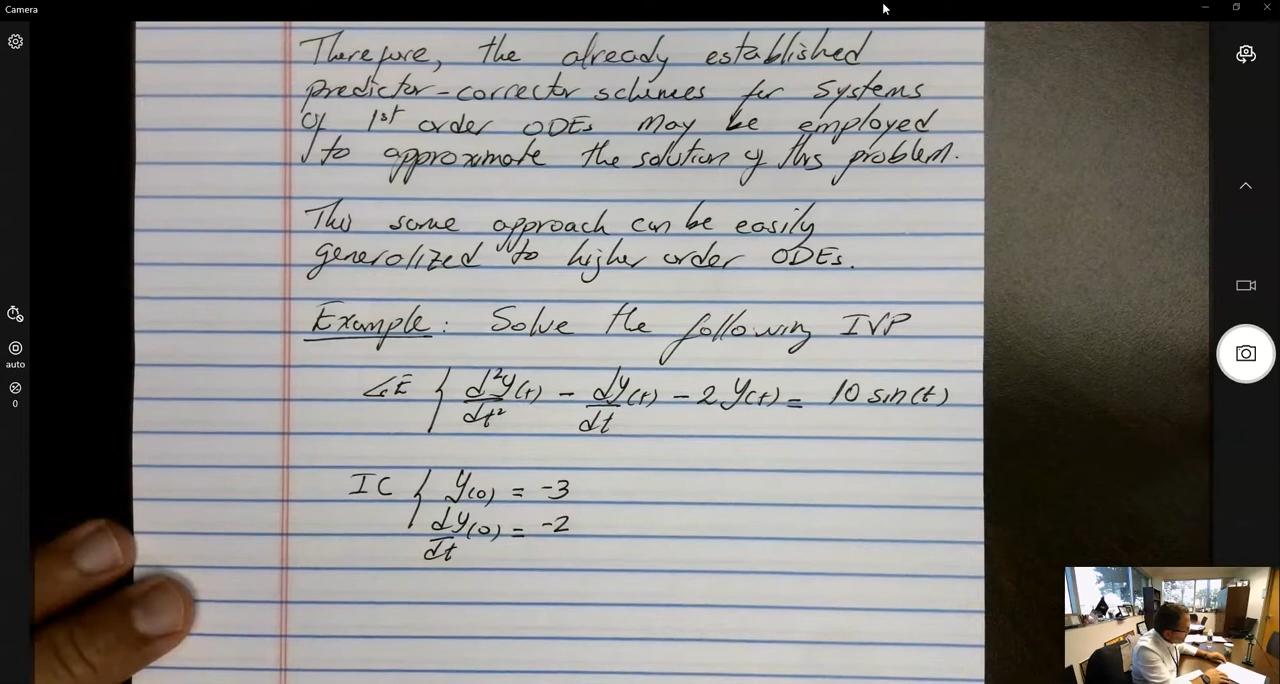 Camera
Therefore, the already established
predictor-corrector schemes for systems
of 1st order ODEs may be employed
to approximate the solution of this problem.
This same approach can be easily
generalized to higher order ODEs.
Example: Solve the following IVP
GE { d²y(t)/dt² - dy(t)/dt - 2y(t) = 10 sin(t)
IC { y(0) = -3
dy(0)/dt = -2
auto
0